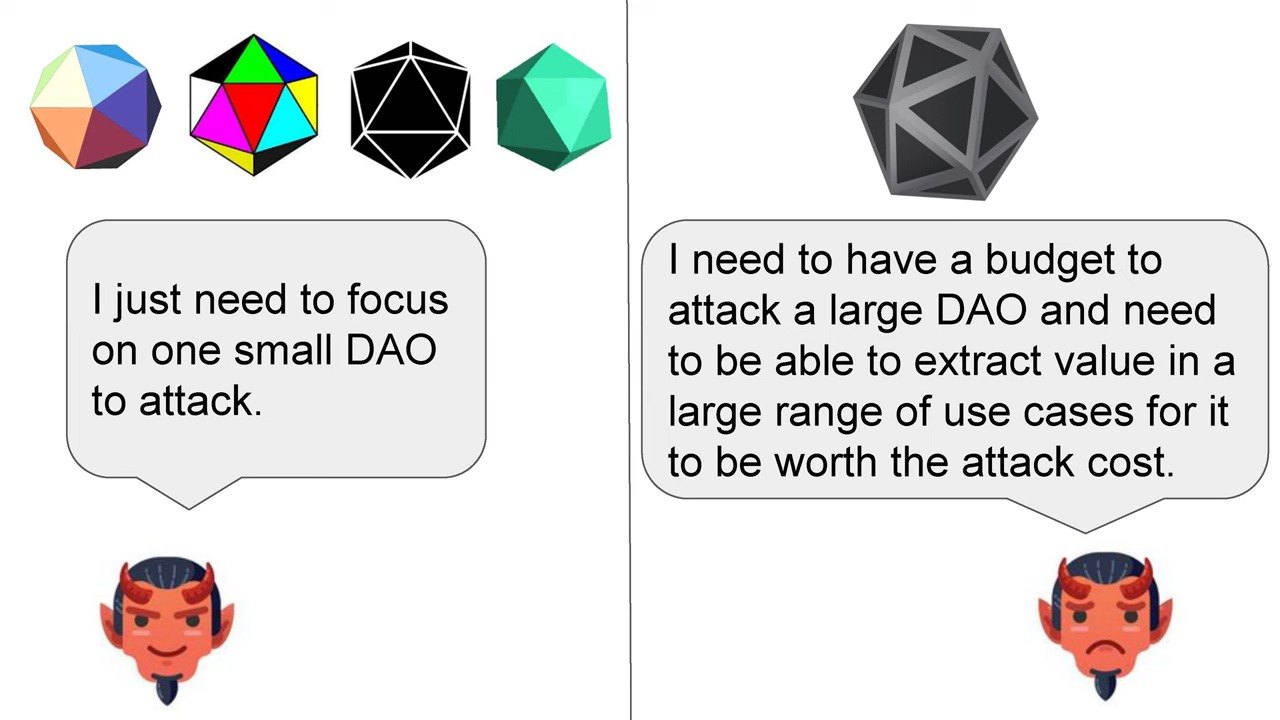 I just need to focus
on one small DAO
to attack.
I need to have a budget to
attack a large DAO and need
to be able to extract value in a
large range of use cases for it
to be worth the attack cost.